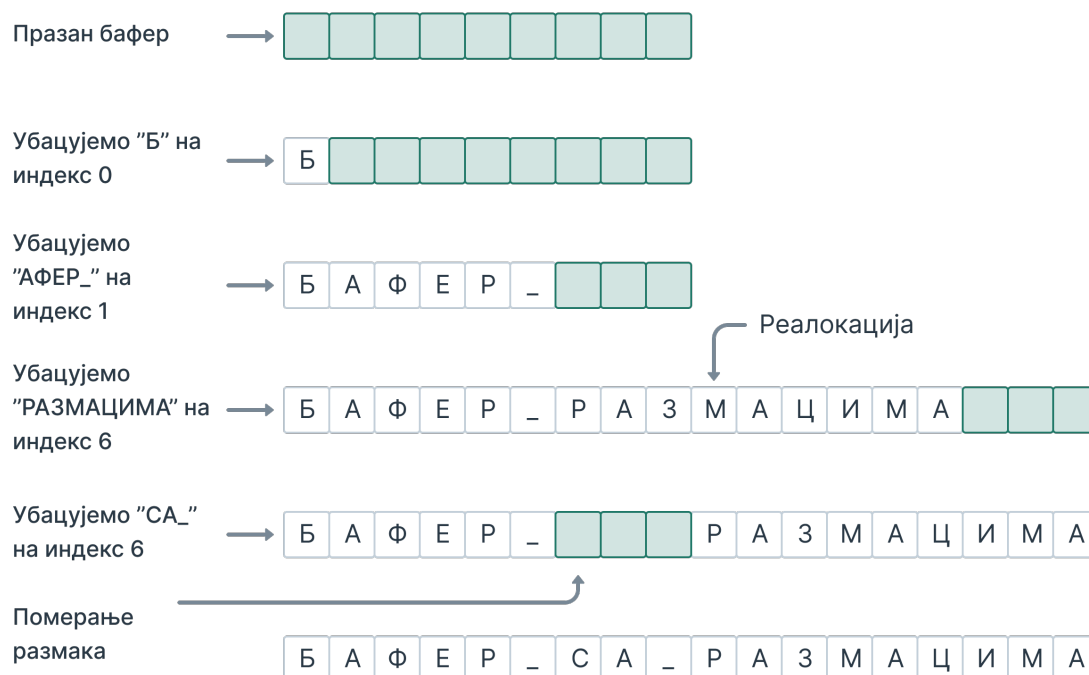 Празан бафер
Убацујемо ”Б” на
индекс 0
Б
Убацујемо
”АФЕР_” на
индекс 1
Б А Ф Е Р _
Реалокација
Убацујемо
”РАЗМАЦИМА” на
индекс 6
Б А Ф Е Р _ Р А З М А Ц И М А
Убацујемо ”СА_”
на индекс 6
Б А Ф Е Р _ Р А З М А Ц И М А
Померање
размака
Б А Ф Е Р _ С А _ Р А З М А Ц И М А